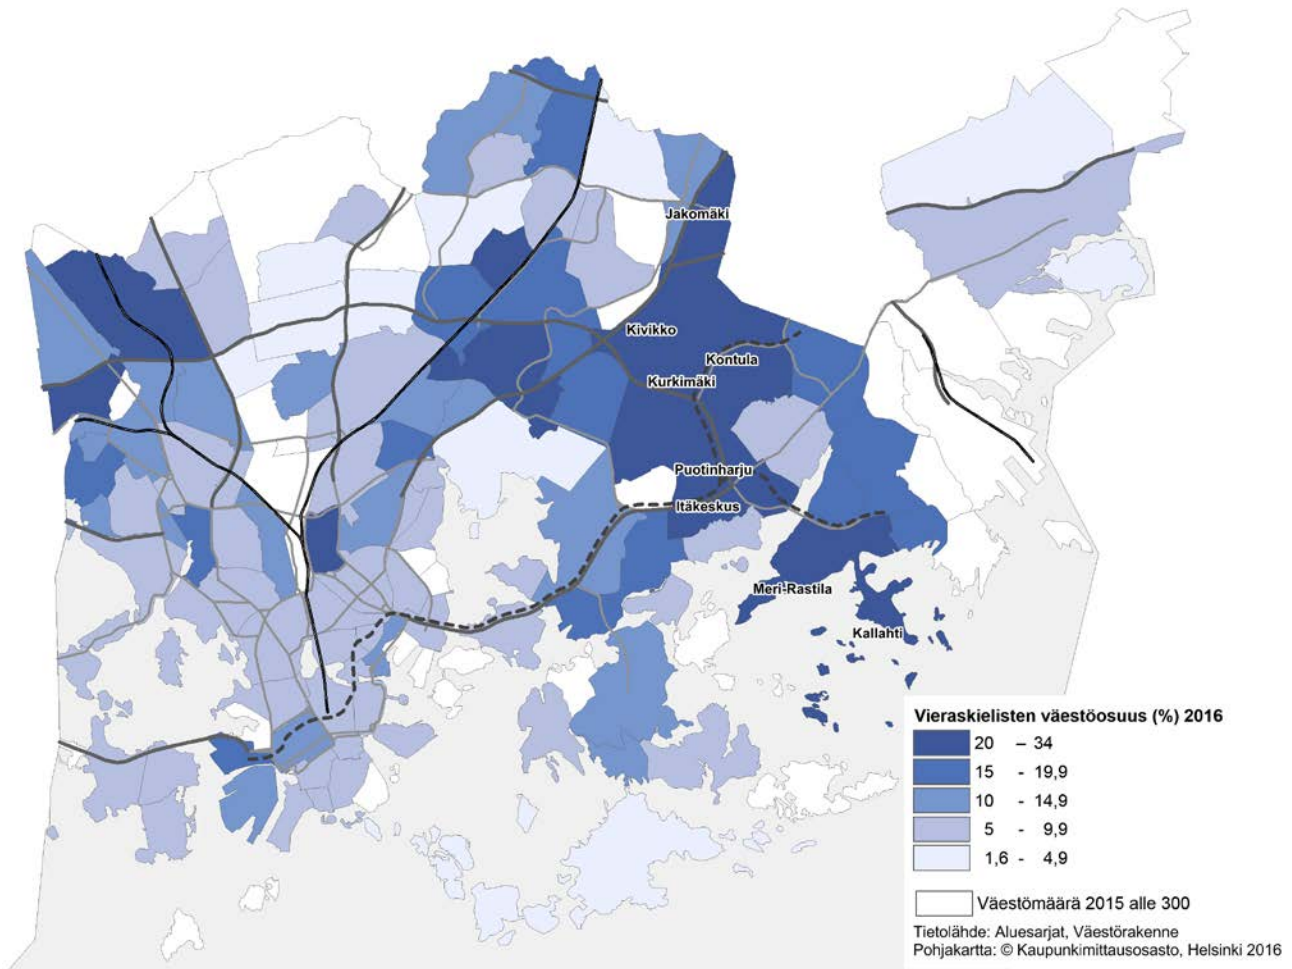 Jakomäki
Kivikko
Kontula
Kurkimäki
Puotinharju
Itäkeskus
Meri-Rastila
Kallahti
Vieraskielisten väestöosuus (%) 2016
20 – 34
15 - 19,9
10 - 14,9
5 - 9,9
1,6 - 4,9
Väestömäärä 2015 alle 300
Tietolähde: Aluesarjat, Väestörakenne
Pohjakartta: © Kaupunkimittausosasto, Helsinki 2016